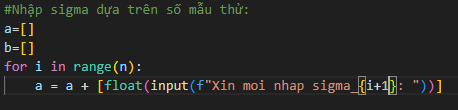 #Nhập sigma dựa trên số mẫu thử:
a=[]
b=[]
for i in range(n):
    a = a + [float(input(f"Xin moi nhap sigma_{i+1}: "))]